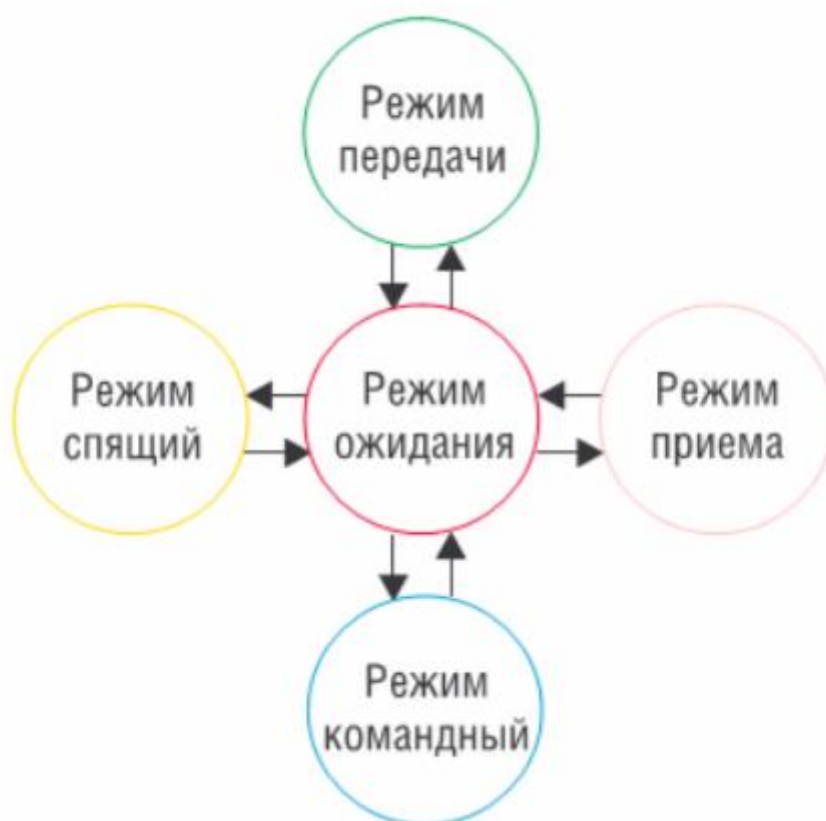 Режим
передачи
Режим
спящий
Режим
ожидания
Режим
приема
Режим
командный